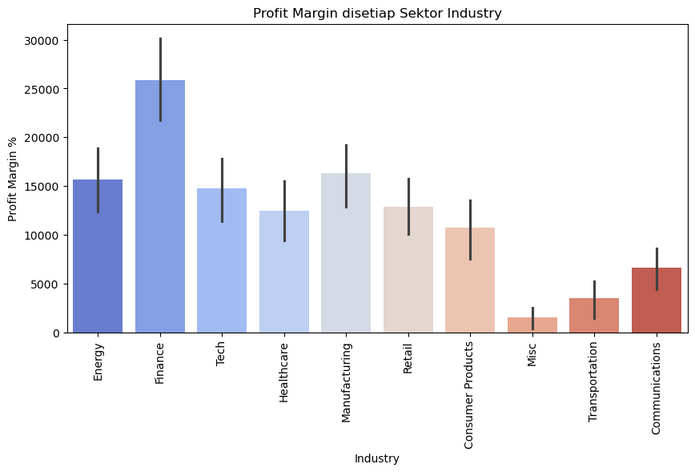 Profit Margin disetiap Sektor Industry
Profit Margin %
30000
25000
20000
15000
10000
5000
0
Energy
Finance
Tech
Healthcare
Manufacturing
Retail
Consumer Products
Misc
Transportation
Communications
Industry